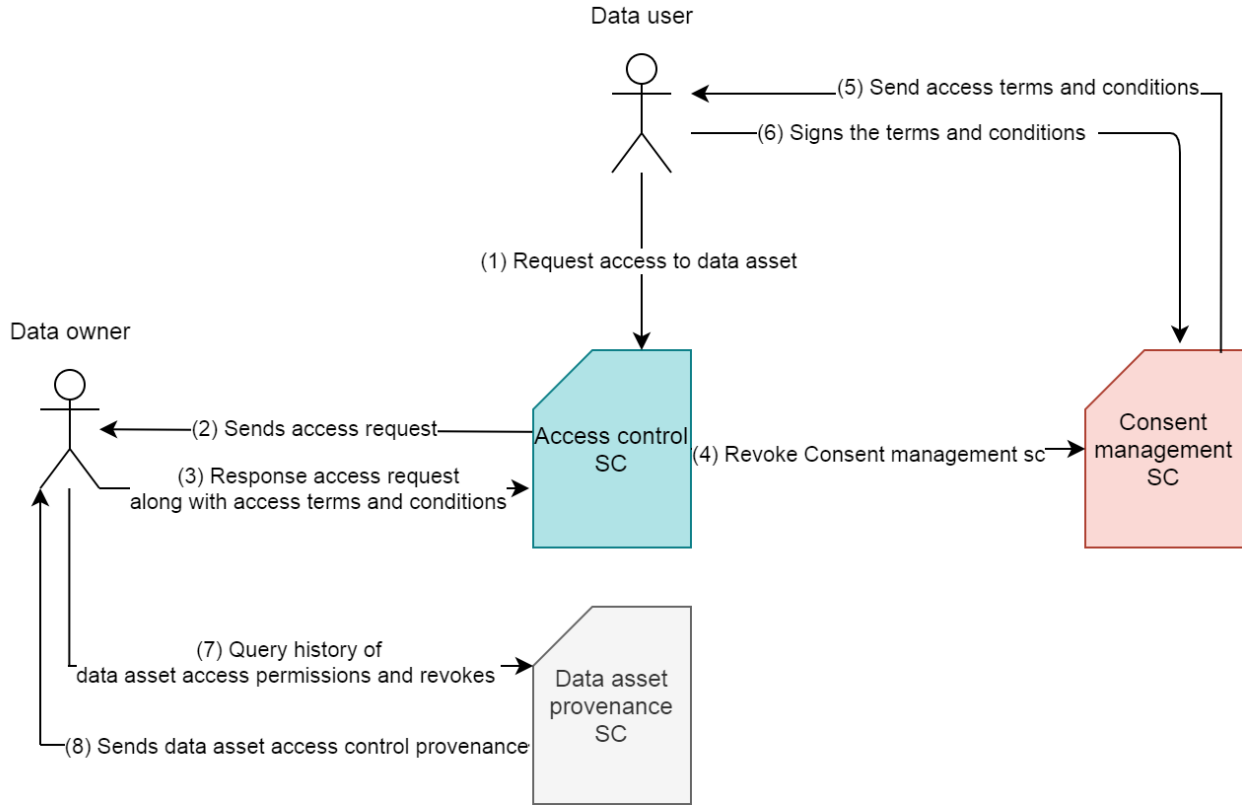 Data user
(5) Send access terms and conditions
(6) Signs the terms and conditions
(1) Request access to data asset
Data owner
(2) Sends access request
Access control
SC
(3) Response access request
along with access terms and conditions
(4) Revoke Consent management sc
Consent
management
SC
(7) Query history of
data asset access permissions and revokes
Data asset
provenance
SC
(8) Sends data asset access control provenance